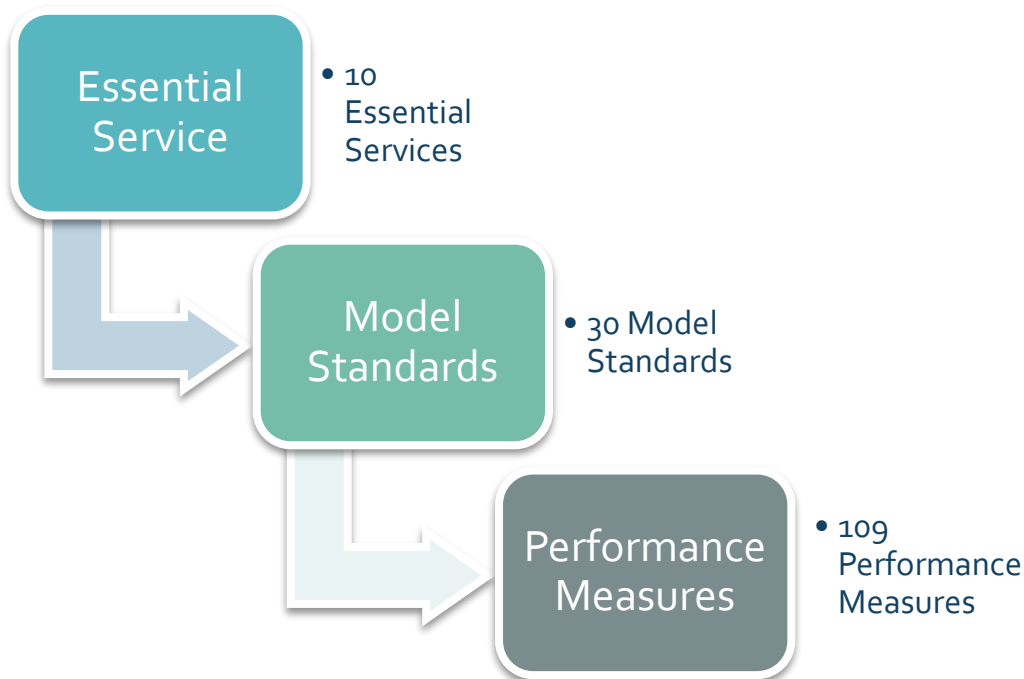 Essential
Service
• 10
Essential
Services
Model
Standards
• 30 Model
Standards
Performance
Measures
• 109
Performance
Measures